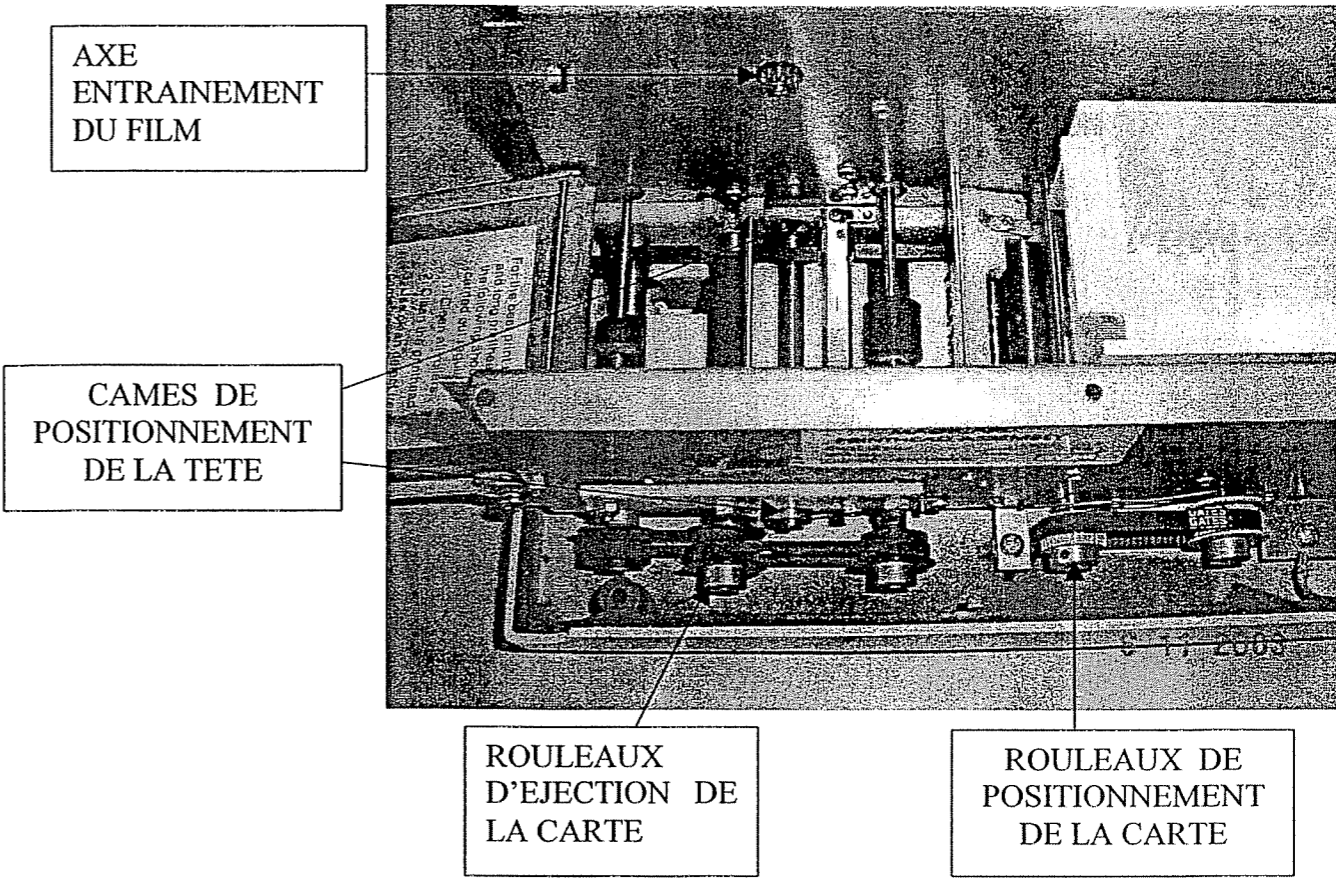 AXE
ENTRAINEMENT
DU FILM
CAMES DE
POSITIONNEMENT
DE LA TETE
ROULEAUX
D'EJECTION DE
LA CARTE
ROULEAUX DE
POSITIONNEMENT
DE LA CARTE